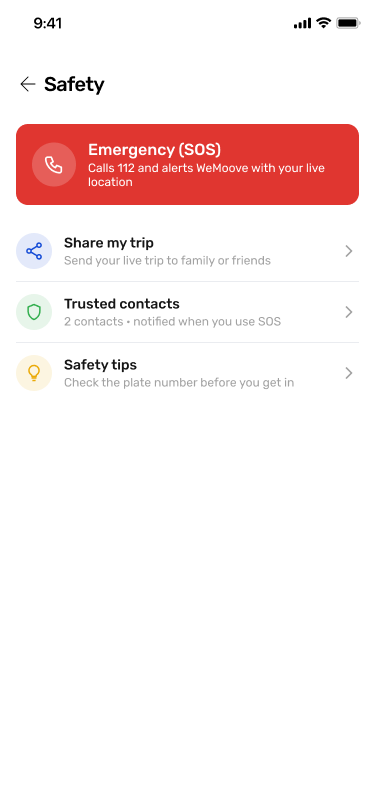 9:41
Safety
Emergency (SOS)
Calls 112 and alerts WeMoove with your live
location
Share my trip
Send your live trip to family or friends
Trusted contacts
2 contacts • notified when you use SOS
Safety tips
Check the plate number before you get in